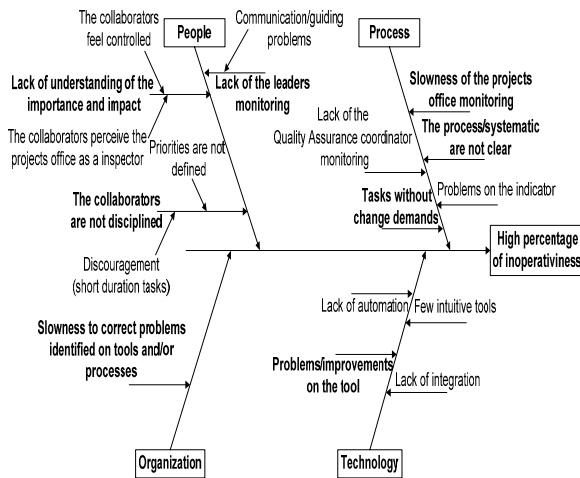 The collaborators
feel controlled
People
Communication/guiding
problems
Process
Lack of understanding of the
importance and impact
Lack of the leaders
monitoring
Slowness of the projects
office monitoring
The collaborators perceive the
projects office as a inspector
Lack of the
Quality Assurance coordinator
monitoring
The process/systematic
are not clear
Priorities are not
defined
Problems on the indicator
The collaborators
are not disciplined
Tasks without
change demands
High percentage
of inoperativiness
Discouragement
(short duration tasks)
Lack of automation
Few intuitive tools
Slowness to correct problems
identified on tools and/or
processes
Problems/improvements
on the tool
Lack of integration
Organization
Technology